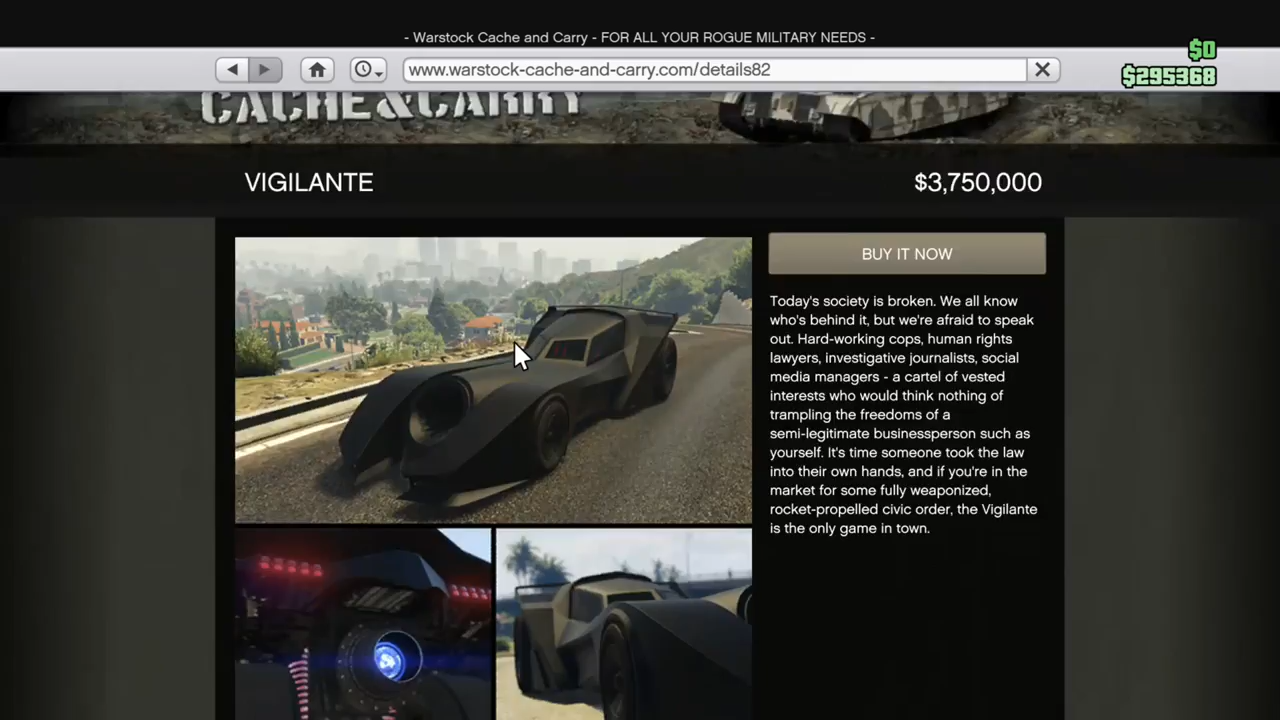 - Warstock Cache and Carry - FOR ALL YOUR ROGUE MILITARY NEEDS -
$0
www.warstock-cache-and-carry.com/details82
$295368
CACHE&CARRY
VIGILANTE
$3,750,000
BUY IT NOW
Today's society is broken. We all know
who's behind it, but we're afraid to speak
out. Hard-working cops, human rights
lawyers, investigative journalists, social
media managers - a cartel of vested
interests who would think nothing of
trampling the freedoms of a
semi-legitimate businessperson such as
yourself. It's time someone took the law
into their own hands, and if you're in the
market for some fully weaponized,
rocket-propelled civic order, the Vigilante
is the only game in town.